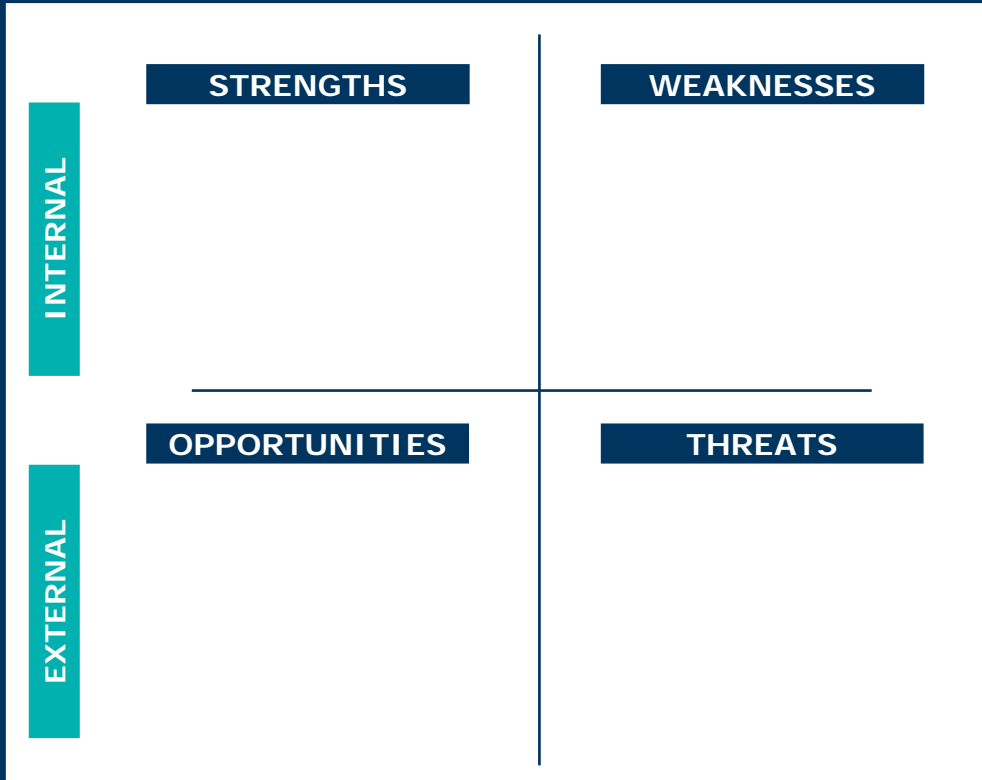 STRENGTHS
WEAKNESSES
INTERNAL
OPPORTUNITIES
THREATS
EXTERNAL